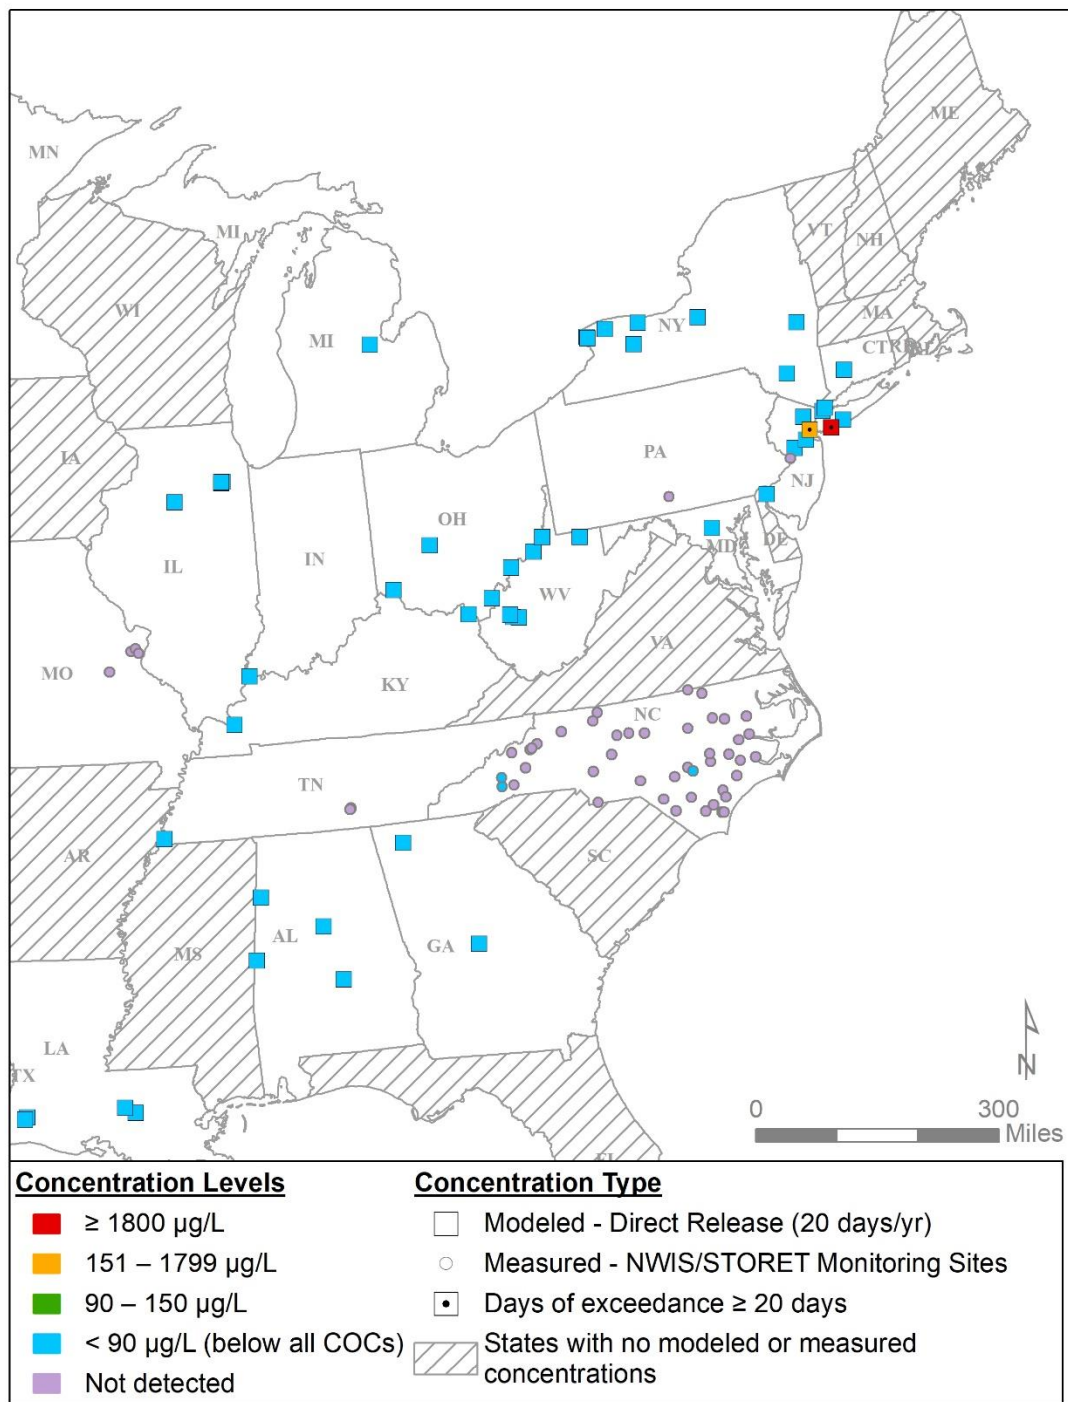 ME
MN
VT
MI
NH
WI
MA
NY
MI
CT RI
IA
PA
NJ
OH
MD
DE
IL
IN
WV
VA
MO
KY
NC
TN
AR
SC
MS
AL
GA
LA
TX
N
0 300
Miles
FL
Concentration Levels
≥ 1800 µg/L
151 – 1799 µg/L
90 – 150 µg/L
< 90 µg/L (below all COCs)
Not detected
Concentration Type
Modeled - Direct Release (20 days/yr)
Measured - NWIS/STORET Monitoring Sites
Days of exceedance ≥ 20 days
States with no modeled or measured
concentrations